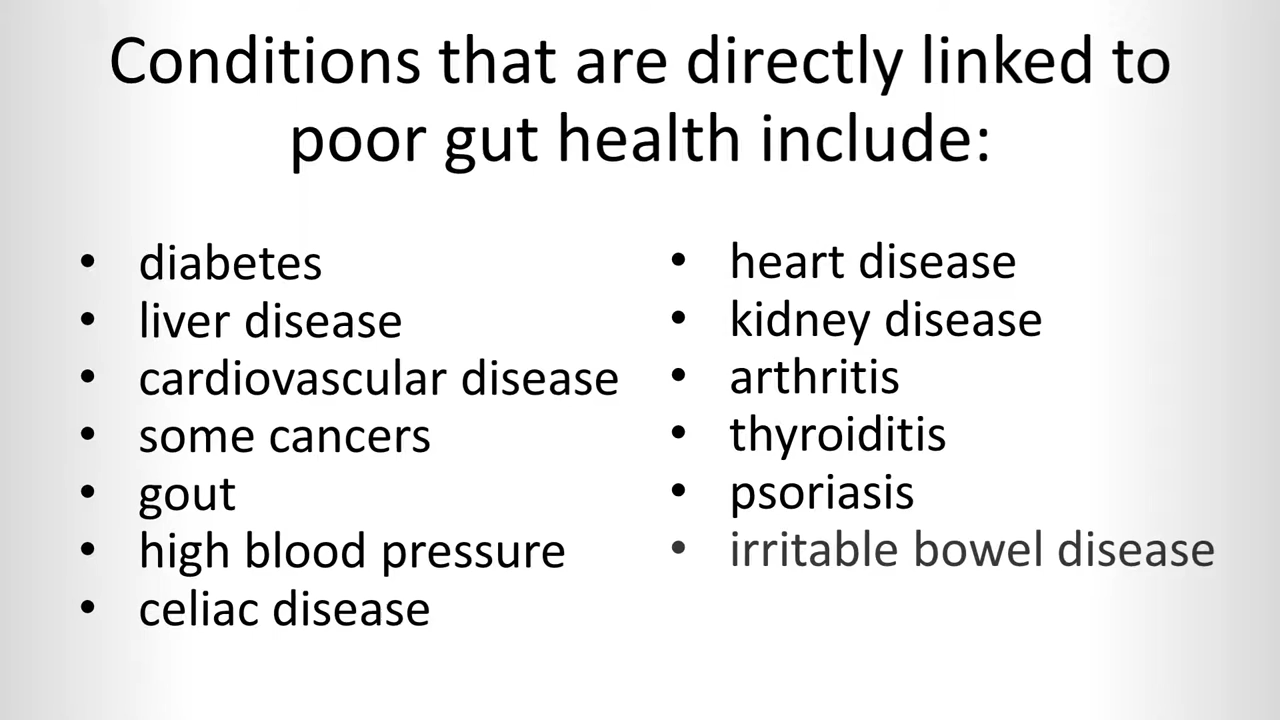 Conditions that are directly linked to
poor gut health include:
• diabetes
• liver disease
• cardiovascular disease
• some cancers
• gout
• high blood pressure
• celiac disease
• heart disease
• kidney disease
• arthritis
• thyroiditis
• psoriasis
• irritable bowel disease